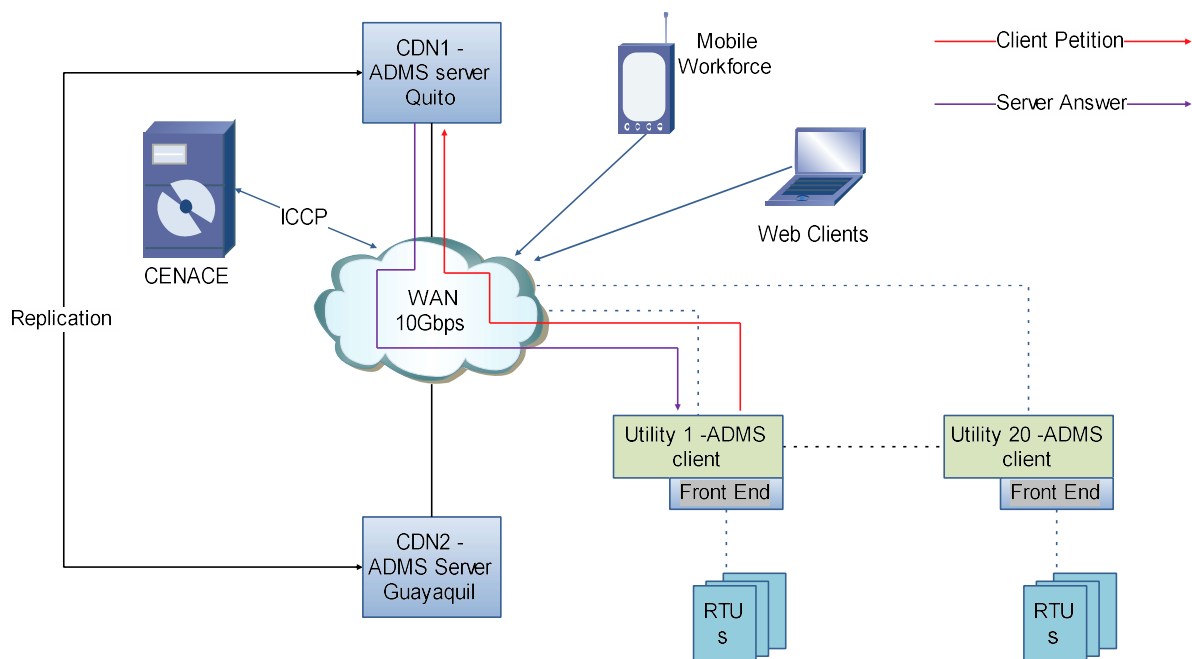 CDN1 -
ADMS server
Quito
Mobile
Workforce
Client Petition
Server Answer
ICCP
CENACE
Web Clients
Replication
WAN
10Gbps
Utility 1 -ADMS
client
Front End
Utility 20 -ADMS
client
Front End
CDN2 -
ADMS Server
Guayaquil
RTU
s
RTU
s